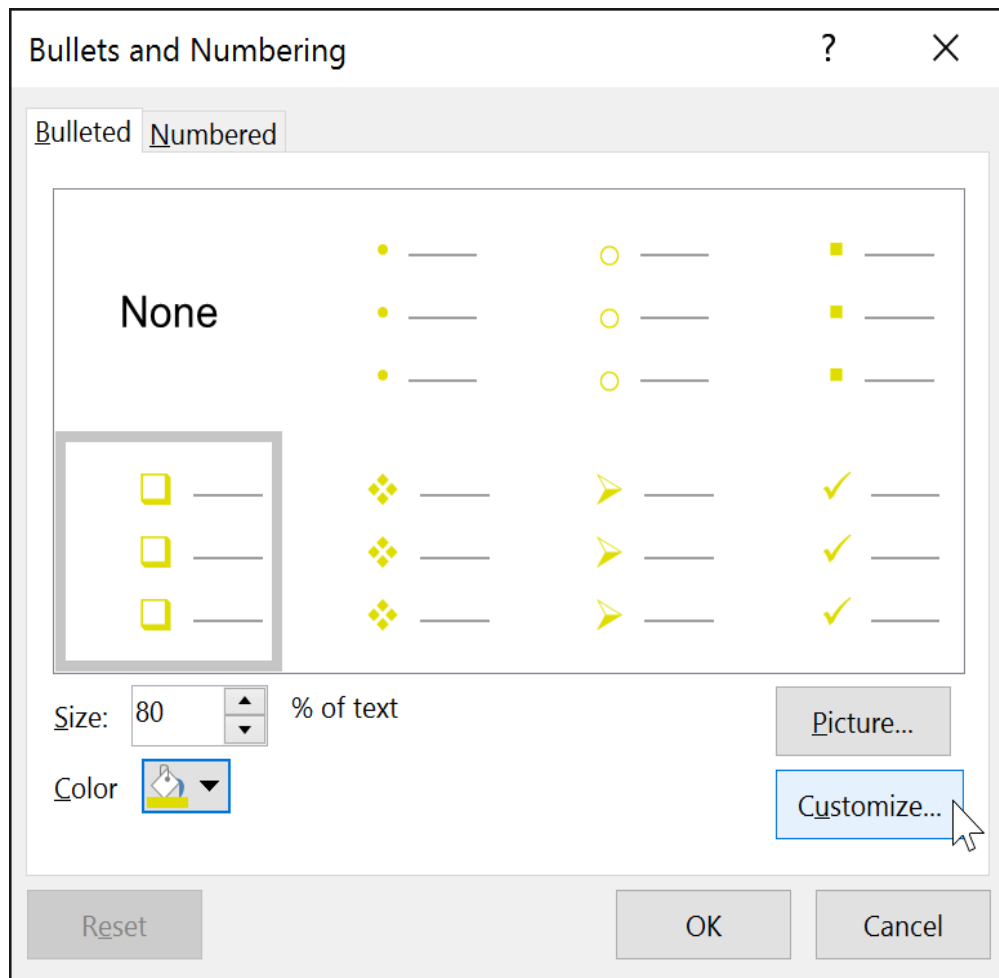 Bullets and Numbering
?
Bulleted
Numbered
None
Size:
80
% of text
Picture...
Color
Customize...
Reset
OK
Cancel